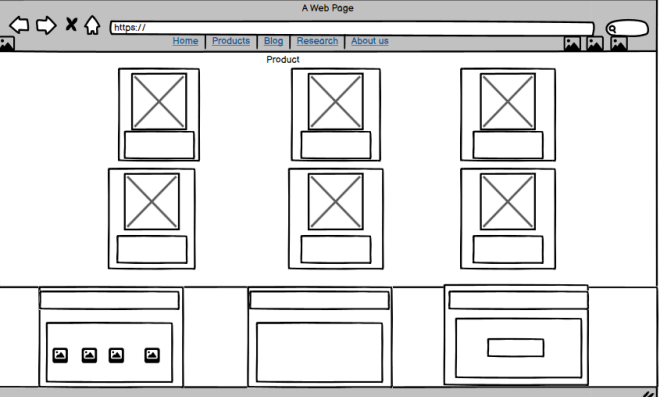 A Web Page
https://
Home Products Blog Research About us
Product